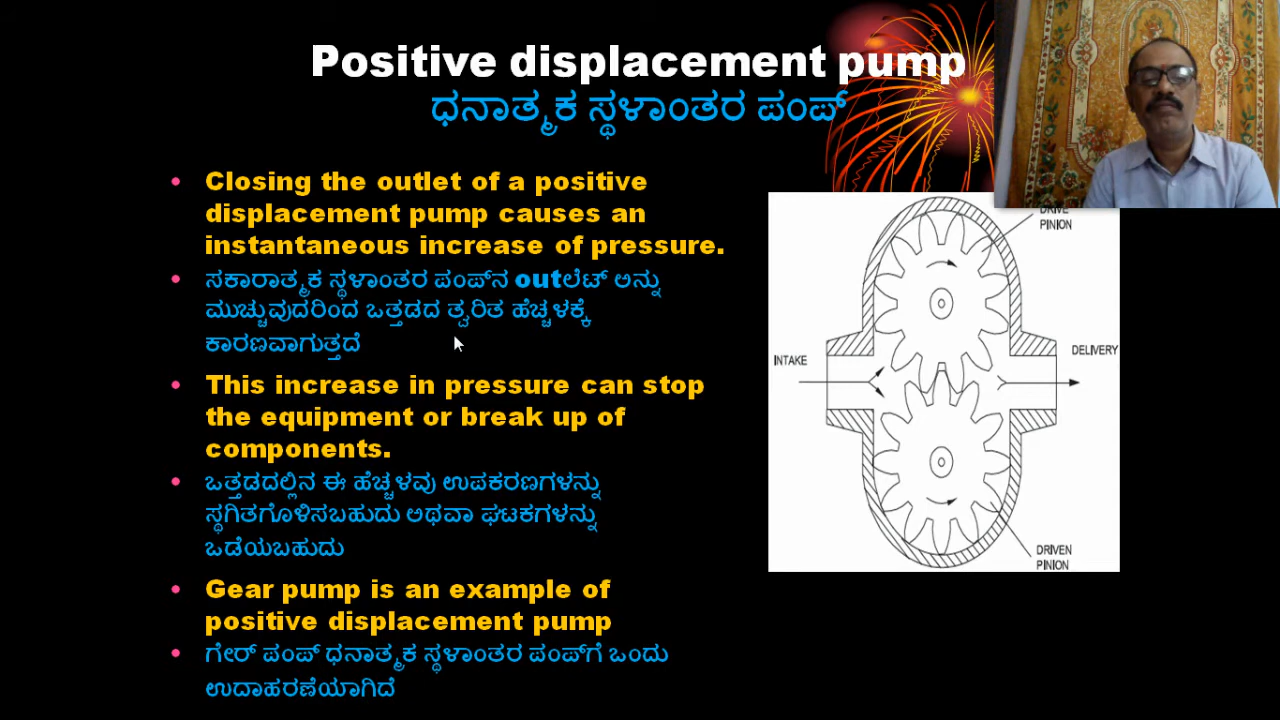 Positive displacement pump
ಧನಾತ್ಮಕ ಸ್ಥಳಾಂತರ ಪಂಪ್
• Closing the outlet of a positive
displacement pump causes an
instantaneous increase of pressure.
• ಸಕಾರಾತ್ಮಕ ಸ್ಥಳಾಂತರ ಪಂಪ್‌ನ outಲೆಟ್ ಅನ್ನು
ಮುಚ್ಚುವುದರಿಂದ ಒತ್ತಡದ ತ್ವರಿತ ಹೆಚ್ಚಳಕ್ಕೆ
ಕಾರಣವಾಗುತ್ತದೆ
• This increase in pressure can stop
the equipment or break up of
components.
• ಒತ್ತಡದಲ್ಲಿನ ಈ ಹೆಚ್ಚಳವು ಉಪಕರಣಗಳನ್ನು
ಸ್ಥಗಿತಗೊಳಿಸಬಹುದು ಅಥವಾ ಘಟಕಗಳನ್ನು
ಒಡೆಯಬಹುದು
• Gear pump is an example of
positive displacement pump
• ಗೇರ್ ಪಂಪ್ ಧನಾತ್ಮಕ ಸ್ಥಳಾಂತರ ಪಂಪ್‌ಗೆ ಒಂದು
ಉದಾಹರಣೆಯಾಗಿದೆ
DRIVE
PINION
INTAKE
DELIVERY
DRIVEN
PINION